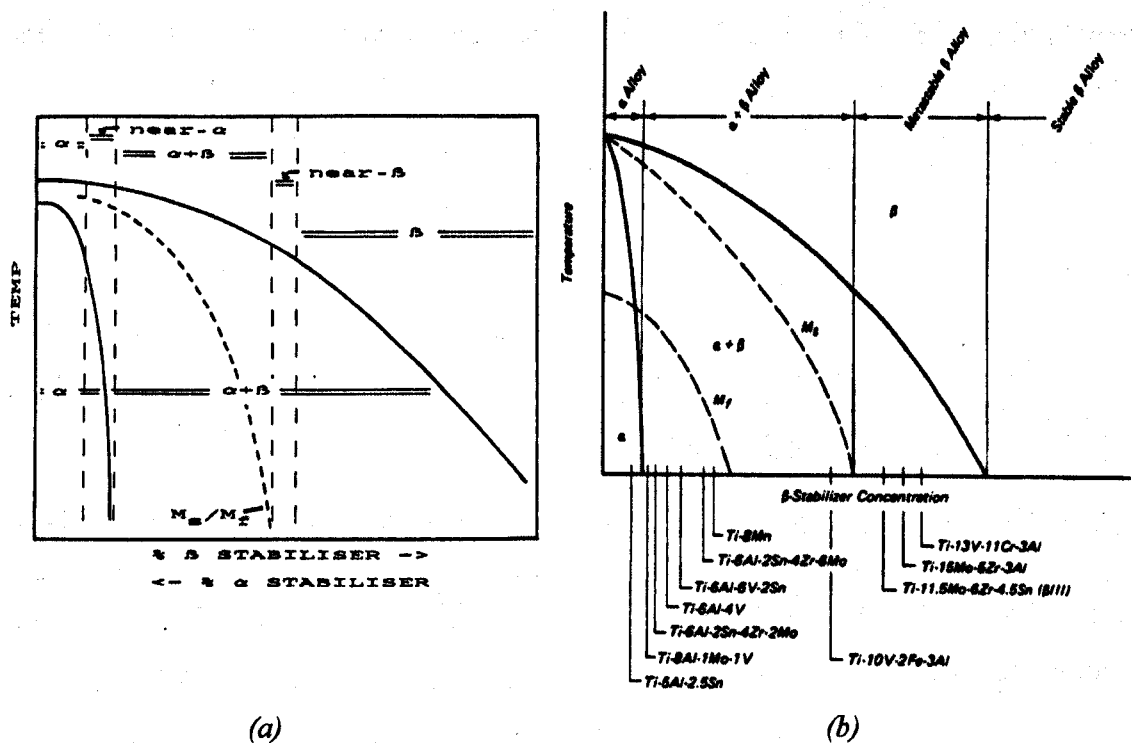 near-α
α
α+β
near-β
β
α
α+β
TEMP
Ms/Mf
% β STABILISER ->
<- % α STABILISER
(a)
α Alloy
α + β Alloy
Metastable β Alloy
Stable β Alloy
Temperature
β
α + β
Ms
Mf
α
β-Stabilizer Concentration
Ti-8Mn
Ti-6Al-2Sn-4Zr-6Mo
Ti-6Al-6V-2Sn
Ti-6Al-4V
Ti-6Al-2Sn-4Zr-2Mo
Ti-8Al-1Mo-1V
Ti-5Al-2.5Sn
Ti-13V-11Cr-3Al
Ti-15Mo-5Zr-3Al
Ti-11.5Mo-6Zr-4.5Sn (βIII)
Ti-10V-2Fe-3Al
(b)